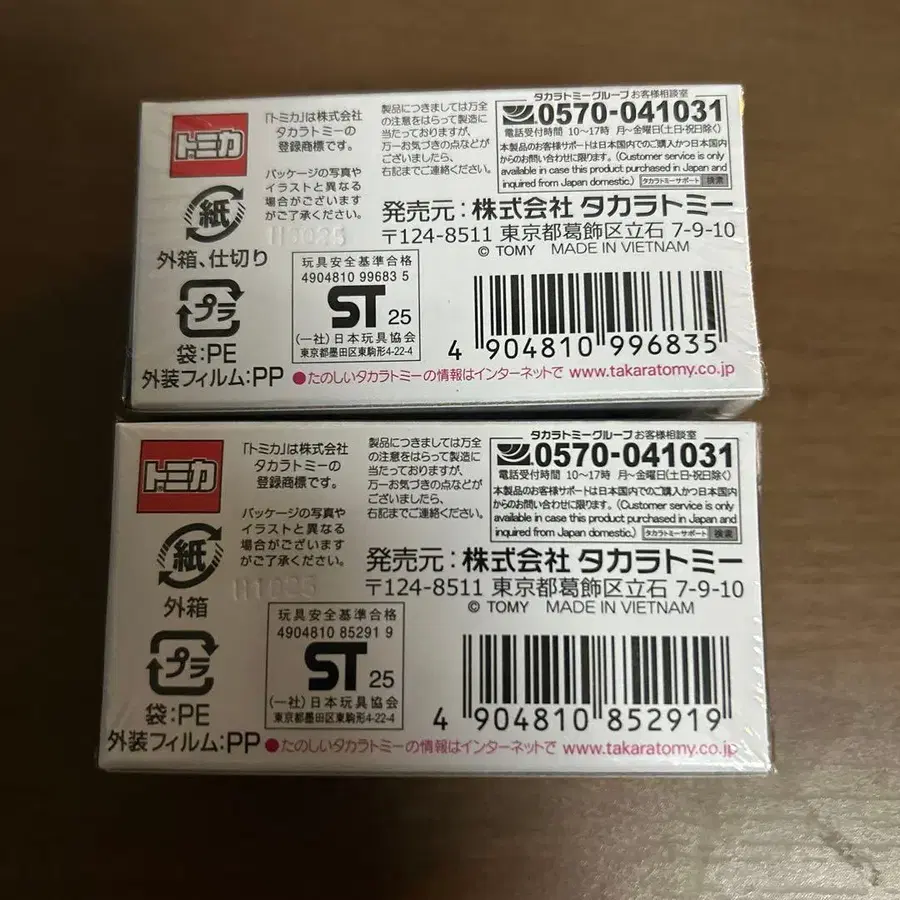 トミカ
「トミカ」は株式会社
タカラトミーの
登録商標です。
パッケージの写真や
イラストと異なる
場合がございます
がご了承ください。
製品につきましては万全
の注意をはらって製造に
当たっておりますが、
万一お気づきの点などが
ございましたら、
右記までご連絡ください。
タカラトミーグループ お客様相談室
0570-041031
電話受付時間 10〜17時 月〜金曜日(土日・祝日除く)
本製品のお客様サポートは日本国内でのご購入かつ日本国内
からのお問い合わせに限ります。(Customer service is only
available in case this product purchased in Japan and
inquired from Japan domestic.) タカラトミーサポート 検索
発売元:株式会社 タカラトミー
〒124-8511 東京都葛飾区立石 7-9-10
© TOMY MADE IN VIETNAM
紙
外箱、仕切り
プラ
袋:PE
外装フィルム:PP
玩具安全基準合格
4904810 99683 5
ST 25
(一社)日本玩具協会
東京都墨田区東駒形4-22-4
4 904810 996835
●たのしいタカラトミーの情報はインターネットで www.takaratomy.co.jp
トミカ
「トミカ」は株式会社
タカラトミーの
登録商標です。
パッケージの写真や
イラストと異なる
場合がございます
がご了承ください。
H1025
製品につきましては万全
の注意をはらって製造に
当たっておりますが、
万一お気づきの点などが
ございましたら、
右記までご連絡ください。
タカラトミーグループ お客様相談室
0570-041031
電話受付時間 10〜17時 月〜金曜日(土日・祝日除く)
本製品のお客様サポートは日本国内でのご購入かつ日本国内
からのお問い合わせに限ります。(Customer service is only
available in case this product purchased in Japan and
inquired from Japan domestic.) タカラトミーサポート 検索
発売元:株式会社 タカラトミー
〒124-8511 東京都葛飾区立石 7-9-10
© TOMY MADE IN VIETNAM
紙
外箱
プラ
袋:PE
外装フィルム:PP
玩具安全基準合格
4904810 85291 9
ST 25
(一社)日本玩具協会
東京都墨田区東駒形4-22-4
4 904810 852919
●たのしいタカラトミーの情報はインターネットで www.takaratomy.co.jp